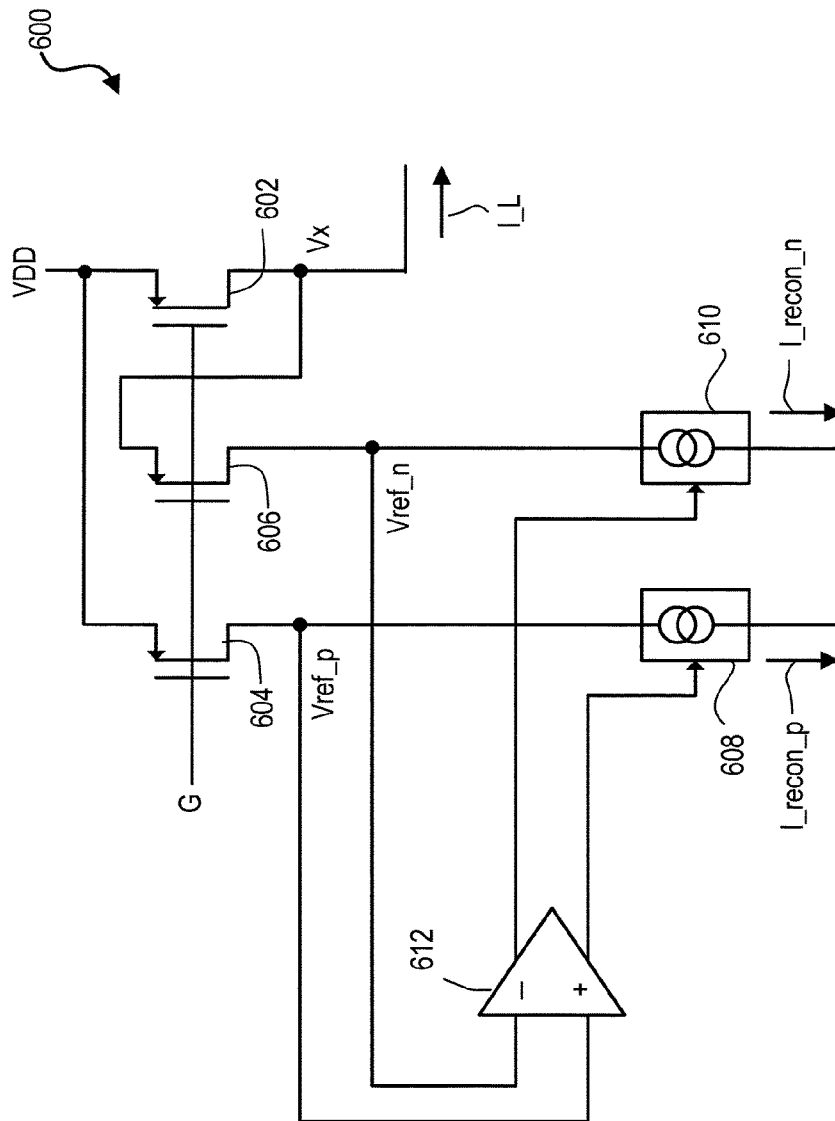 600
VDD
602
Vx
I_L
606
604
Vref_p
Vref_n
G
610
I_recon_n
608
I_recon_p
612
−
+